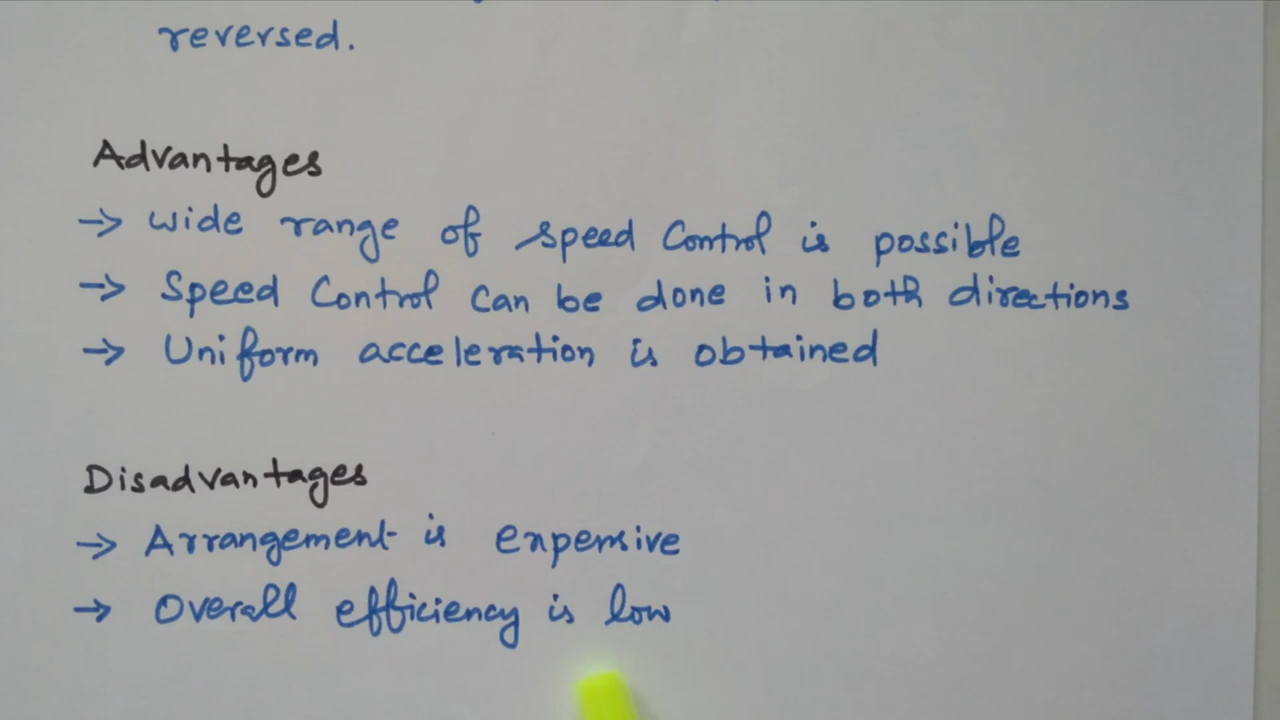 reversed.
Advantages
→ wide range of speed control is possible
→ Speed Control can be done in both directions
→ Uniform acceleration is obtained
Disadvantages
→ Arrangement is expensive
→ Overall efficiency is low